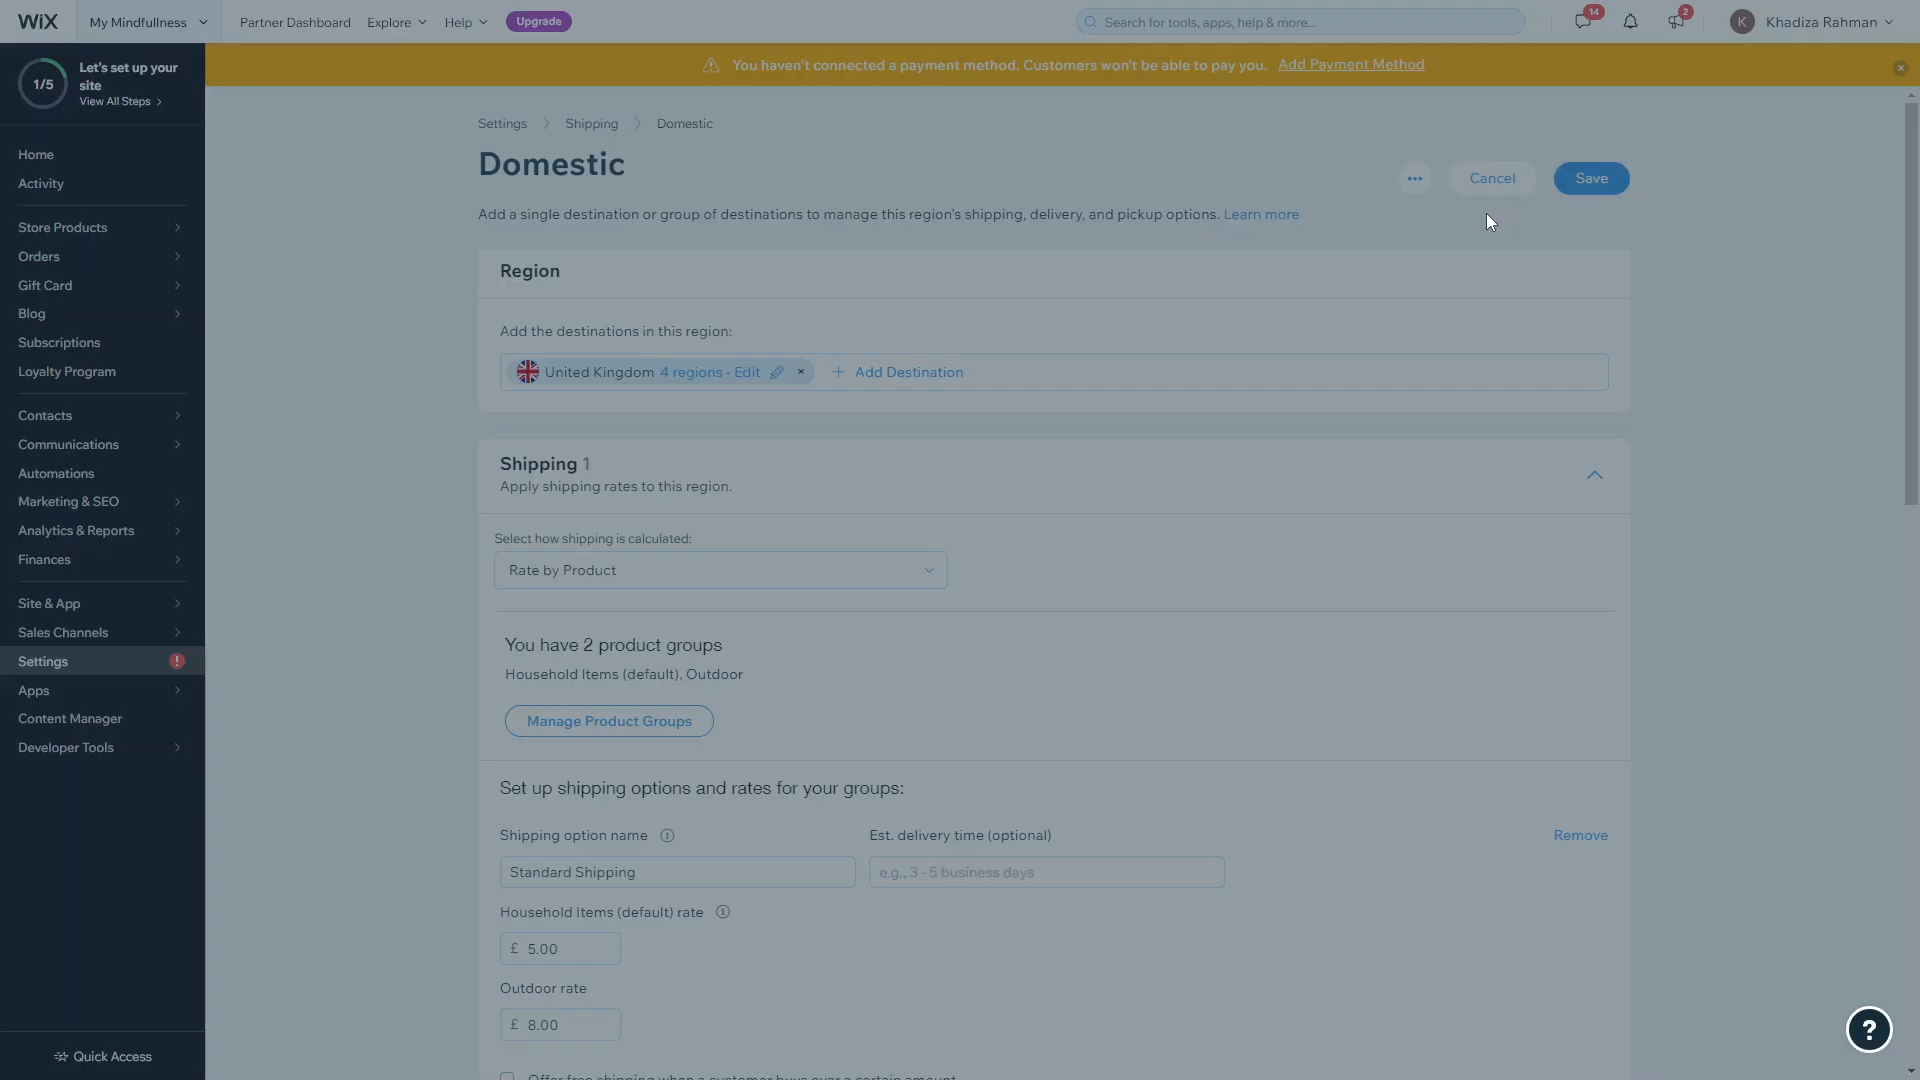 WiX
My Mindfullness
Partner Dashboard
Explore
Help
Upgrade
Search for tools, apps, help & more...
14
2
K
Khadiza Rahman
1/5
Let's set up your
site
View All Steps
You haven't connected a payment method. Customers won't be able to pay you. Add Payment Method
Home
Activity
Store Products
Orders
Gift Card
Blog
Subscriptions
Loyalty Program
Contacts
Communications
Automations
Marketing & SEO
Analytics & Reports
Finances
Site & App
Sales Channels
Settings
!
Apps
Content Manager
Developer Tools
Quick Access
Settings
Shipping
Domestic
Domestic
...
Cancel
Save
Add a single destination or group of destinations to manage this region's shipping, delivery, and pickup options. Learn more
Region
Add the destinations in this region:
United Kingdom 4 regions - Edit
+ Add Destination
Shipping 1
Apply shipping rates to this region.
Select how shipping is calculated:
Rate by Product
You have 2 product groups
Household Items (default), Outdoor
Manage Product Groups
Set up shipping options and rates for your groups:
Shipping option name
Est. delivery time (optional)
Remove
Standard Shipping
e.g., 3 - 5 business days
Household Items (default) rate
£ 5.00
Outdoor rate
£ 8.00
Offer free shipping when a customer buys over a certain amount
?